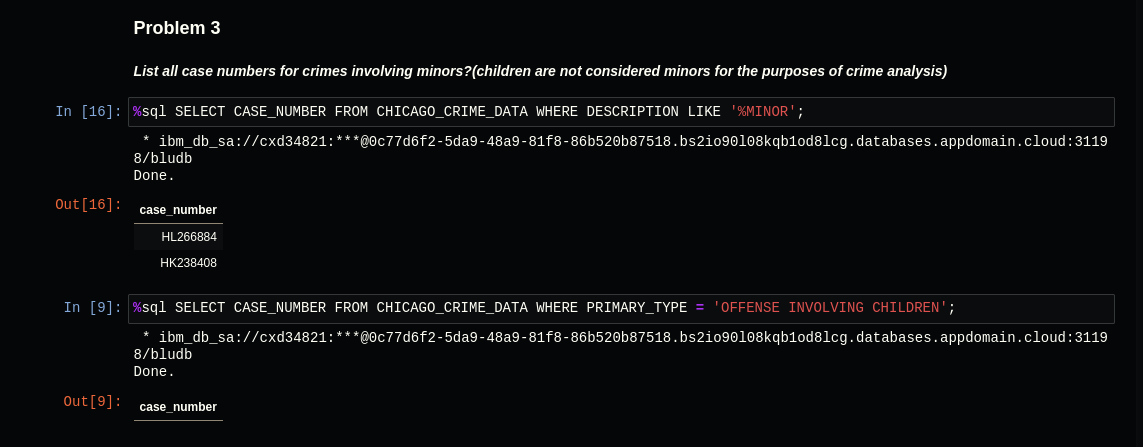 Problem 3
List all case numbers for crimes involving minors?(children are not considered minors for the purposes of crime analysis)
In [16]: %sql SELECT CASE_NUMBER FROM CHICAGO_CRIME_DATA WHERE DESCRIPTION LIKE '%MINOR';
* ibm_db_sa://cxd34821:***@0c77d6f2-5da9-48a9-81f8-86b520b87518.bs2io90l08kqb1od8lcg.databases.appdomain.cloud:3119
8/bludb
Done.
Out[16]:
case_number
HL266884
HK238408
In [9]: %sql SELECT CASE_NUMBER FROM CHICAGO_CRIME_DATA WHERE PRIMARY_TYPE = 'OFFENSE INVOLVING CHILDREN';
* ibm_db_sa://cxd34821:***@0c77d6f2-5da9-48a9-81f8-86b520b87518.bs2io90l08kqb1od8lcg.databases.appdomain.cloud:3119
8/bludb
Done.
Out[9]:
case_number